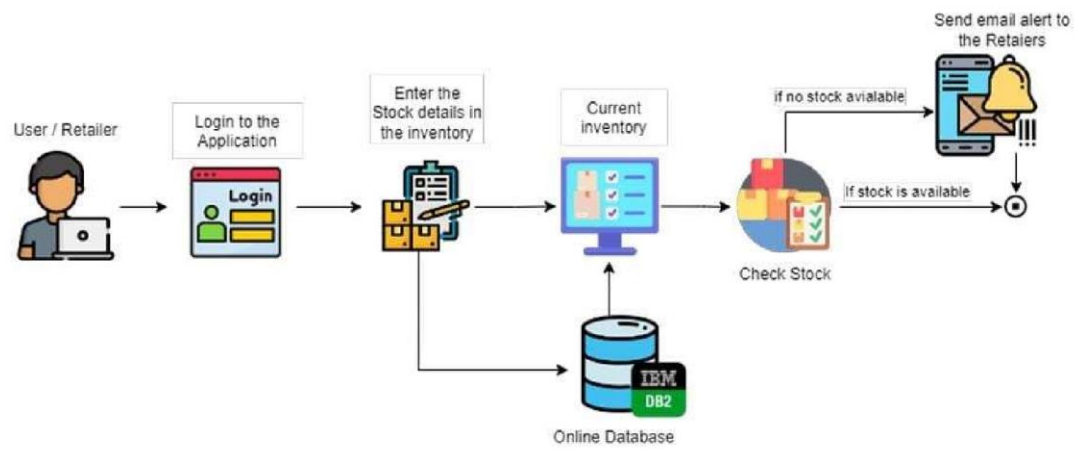 Send email alert to
the Retaiers
if no stock avialable
Enter the
Stock details in
the inventory
Current
inventory
Login to the
Application
User / Retailer
Login
If stock is available
Check Stock
IBM
DB2
Online Database